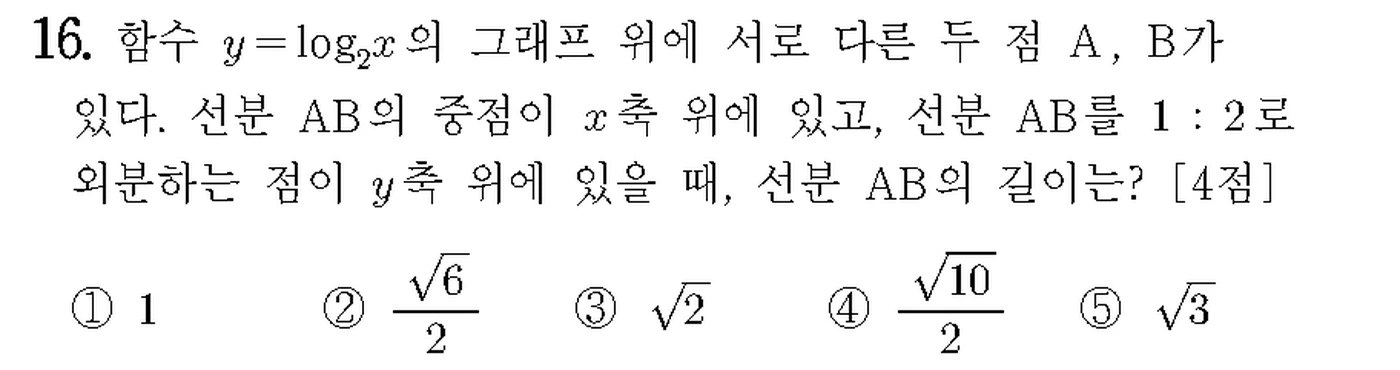 16. 함수 y=log₂x의 그래프 위에 서로 다른 두 점 A, B가
있다. 선분 AB의 중점이 x축 위에 있고, 선분 AB를 1 : 2로
외분하는 점이 y축 위에 있을 때, 선분 AB의 길이는? [4점]
① 1 ② √6/2 ③ √2 ④ √10/2 ⑤ √3